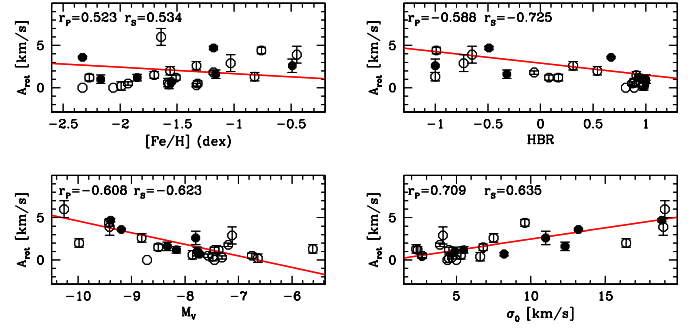 r_P=0.523 r_S=0.534
A_rot [km/s]
5
0
−2.5 −2 −1.5 −1 −0.5
[Fe/H] (dex)
r_P=−0.588 r_S=−0.725
A_rot [km/s]
5
0
−1 −0.5 0 0.5 1
HBR
r_P=−0.608 r_S=−0.623
A_rot [km/s]
5
0
−10 −9 −8 −7 −6
M_V
r_P=0.709 r_S=0.635
A_rot [km/s]
5
0
5 10 15
σ_0 [km/s]